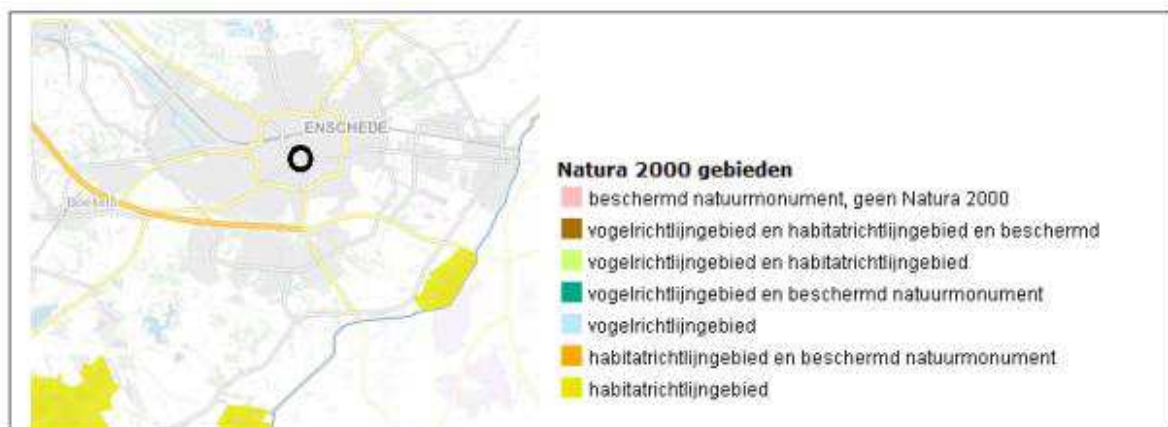 ENSCHEDE
Boekelo
Natura 2000 gebieden
beschermd natuurmonument, geen Natura 2000
vogelrichtlijngebied en habitatrichtlijngebied en beschermd
vogelrichtlijngebied en habitatrichtlijngebied
vogelrichtlijngebied en beschermd natuurmonument
vogelrichtlijngebied
habitatrichtlijngebied en beschermd natuurmonument
habitatrichtlijngebied